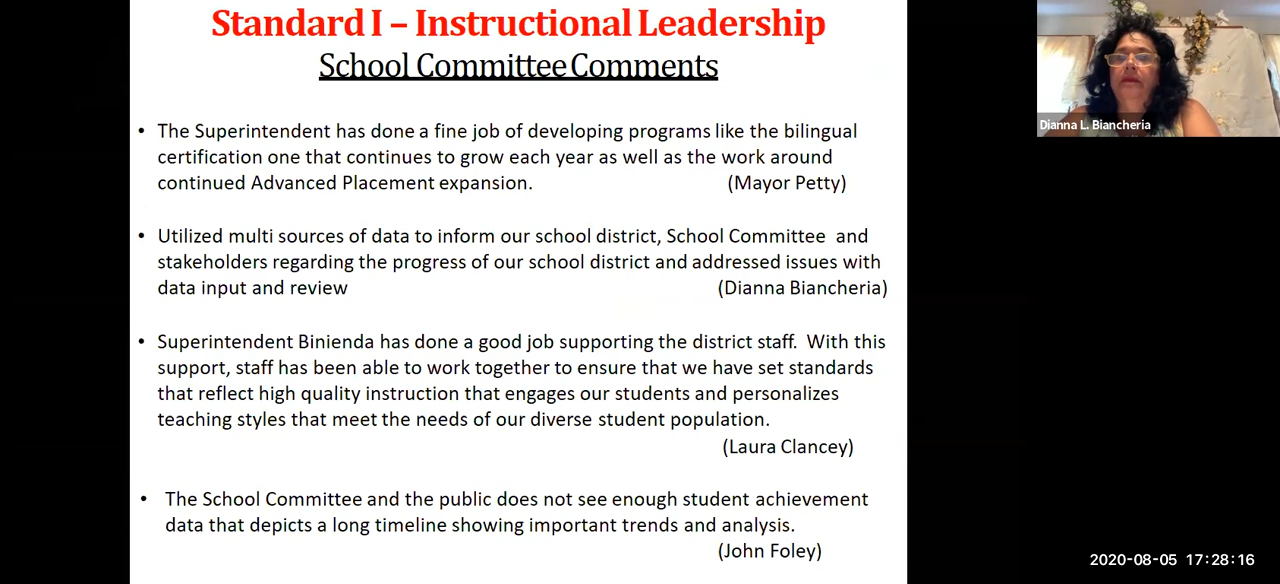 Standard I – Instructional Leadership
School Committee Comments
• The Superintendent has done a fine job of developing programs like the bilingual
certification one that continues to grow each year as well as the work around
continued Advanced Placement expansion. (Mayor Petty)
• Utilized multi sources of data to inform our school district, School Committee and
stakeholders regarding the progress of our school district and addressed issues with
data input and review (Dianna Biancheria)
• Superintendent Binienda has done a good job supporting the district staff. With this
support, staff has been able to work together to ensure that we have set standards
that reflect high quality instruction that engages our students and personalizes
teaching styles that meet the needs of our diverse student population.
(Laura Clancey)
• The School Committee and the public does not see enough student achievement
data that depicts a long timeline showing important trends and analysis.
(John Foley)
Dianna L. Biancheria
2020-08-05 17:28:16